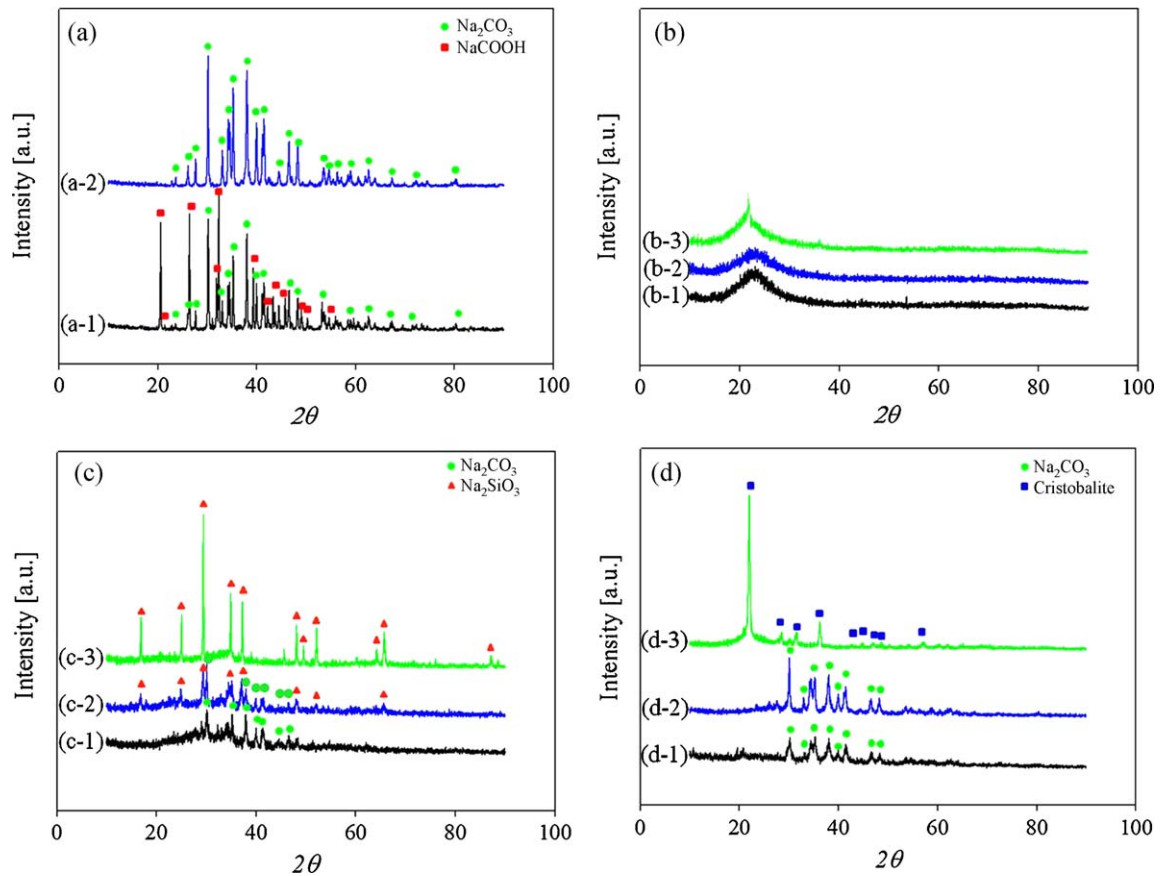 (a)
Na₂CO₃
NaCOOH
Intensity [a.u.]
(a-2)
(a-1)
0 20 40 60 80 100
2θ
(b)
Intensity [a.u.]
(b-3)
(b-2)
(b-1)
0 20 40 60 80 100
2θ
(c)
Na₂CO₃
Na₂SiO₃
Intensity [a.u.]
(c-3)
(c-2)
(c-1)
0 20 40 60 80 100
2θ
(d)
Na₂CO₃
Cristobalite
Intensity [a.u.]
(d-3)
(d-2)
(d-1)
0 20 40 60 80 100
2θ